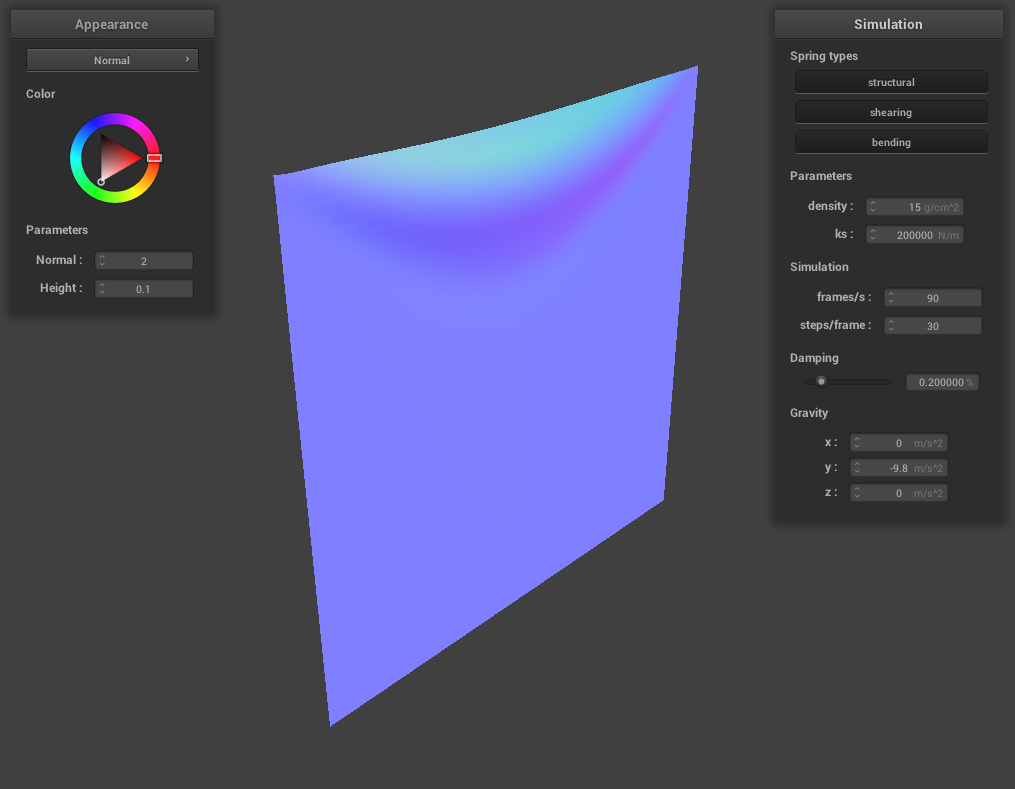 Appearance
Normal ›
Color
Parameters
Normal : 2
Height : 0.1
Simulation
Spring types
structural
shearing
bending
Parameters
density : 15 g/cm^2
ks : 200000 N/m
Simulation
frames/s : 90
steps/frame : 30
Damping
0.200000 %
Gravity
x : 0 m/s^2
y : -9.8 m/s^2
z : 0 m/s^2